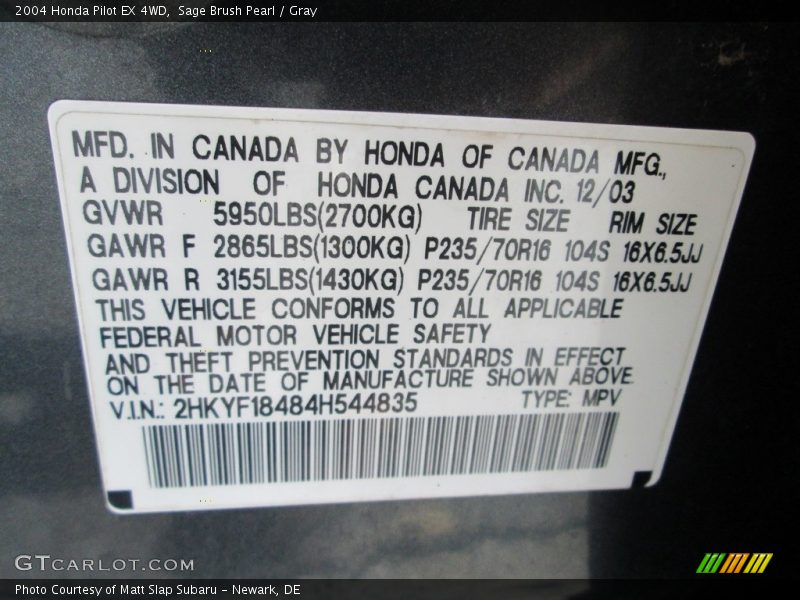 2004 Honda Pilot EX 4WD,  Sage Brush Pearl / Gray
MFD. IN CANADA BY HONDA OF CANADA MFG.,
A DIVISION OF HONDA CANADA INC. 12/03
GVWR 5950LBS(2700KG) TIRE SIZE RIM SIZE
GAWR F 2865LBS(1300KG) P235/70R16 104S 16X6.5JJ
GAWR R 3155LBS(1430KG) P235/70R16 104S 16X6.5JJ
THIS VEHICLE CONFORMS TO ALL APPLICABLE
FEDERAL MOTOR VEHICLE SAFETY
AND THEFT PREVENTION STANDARDS IN EFFECT
ON THE DATE OF MANUFACTURE SHOWN ABOVE.
V.I.N.: 2HKYF18484H544835 TYPE: MPV
GTCARLOT.COM
Photo Courtesy of Matt Slap Subaru - Newark, DE